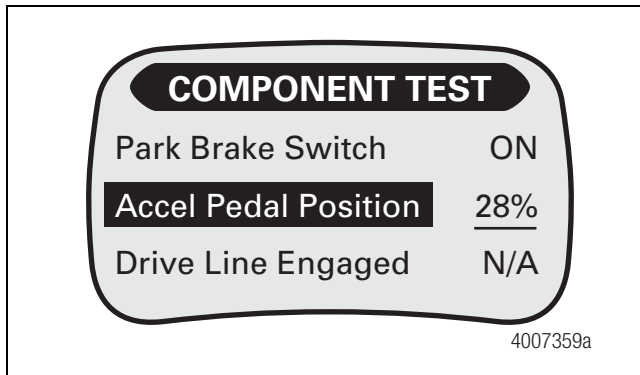 COMPONENT TEST
Park Brake Switch ON
Accel Pedal Position 28%
Drive Line Engaged N/A
4007359a